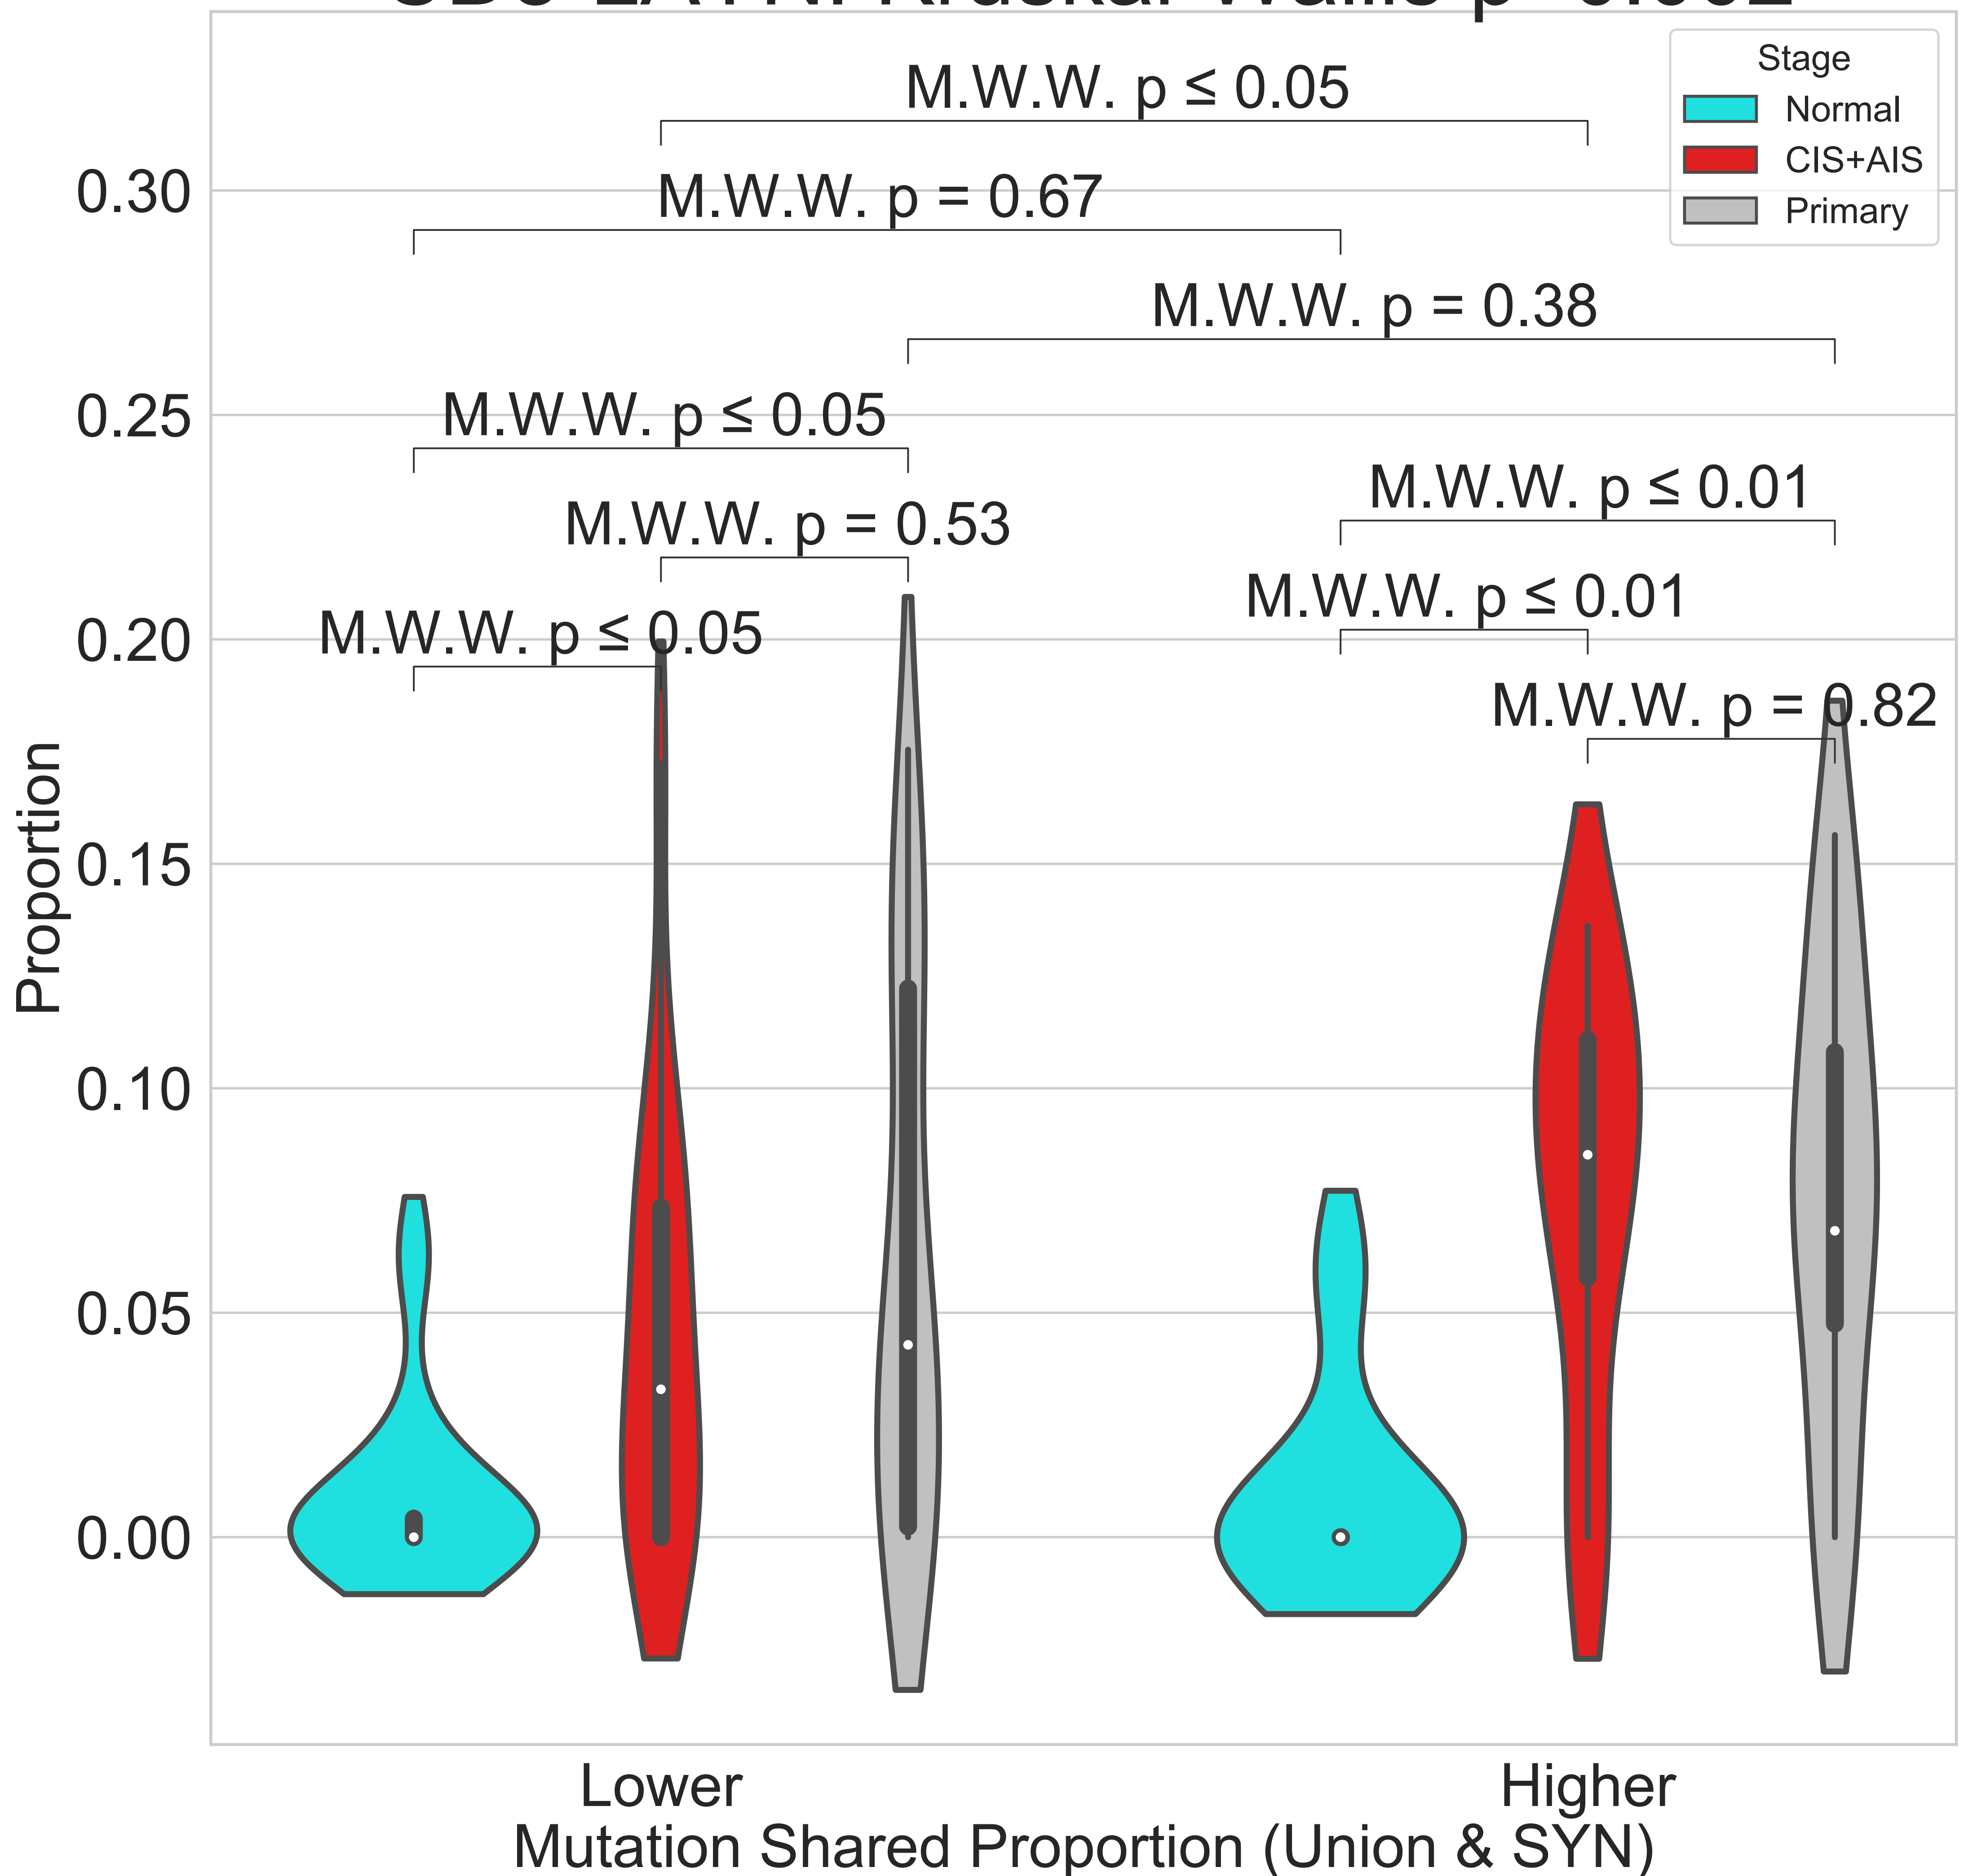 Stage
Normal
CIS+AIS
Primary
M.W.W. p ≤ 0.05
M.W.W. p = 0.67
M.W.W. p = 0.38
M.W.W. p ≤ 0.05
M.W.W. p ≤ 0.01
M.W.W. p = 0.53
M.W.W. p ≤ 0.01
M.W.W. p ≤ 0.05
M.W.W. p = 0.82
0.30
0.25
0.20
0.15
0.10
0.05
0.00
Proportion
Lower
Higher
Mutation Shared Proportion (Union & SYN)